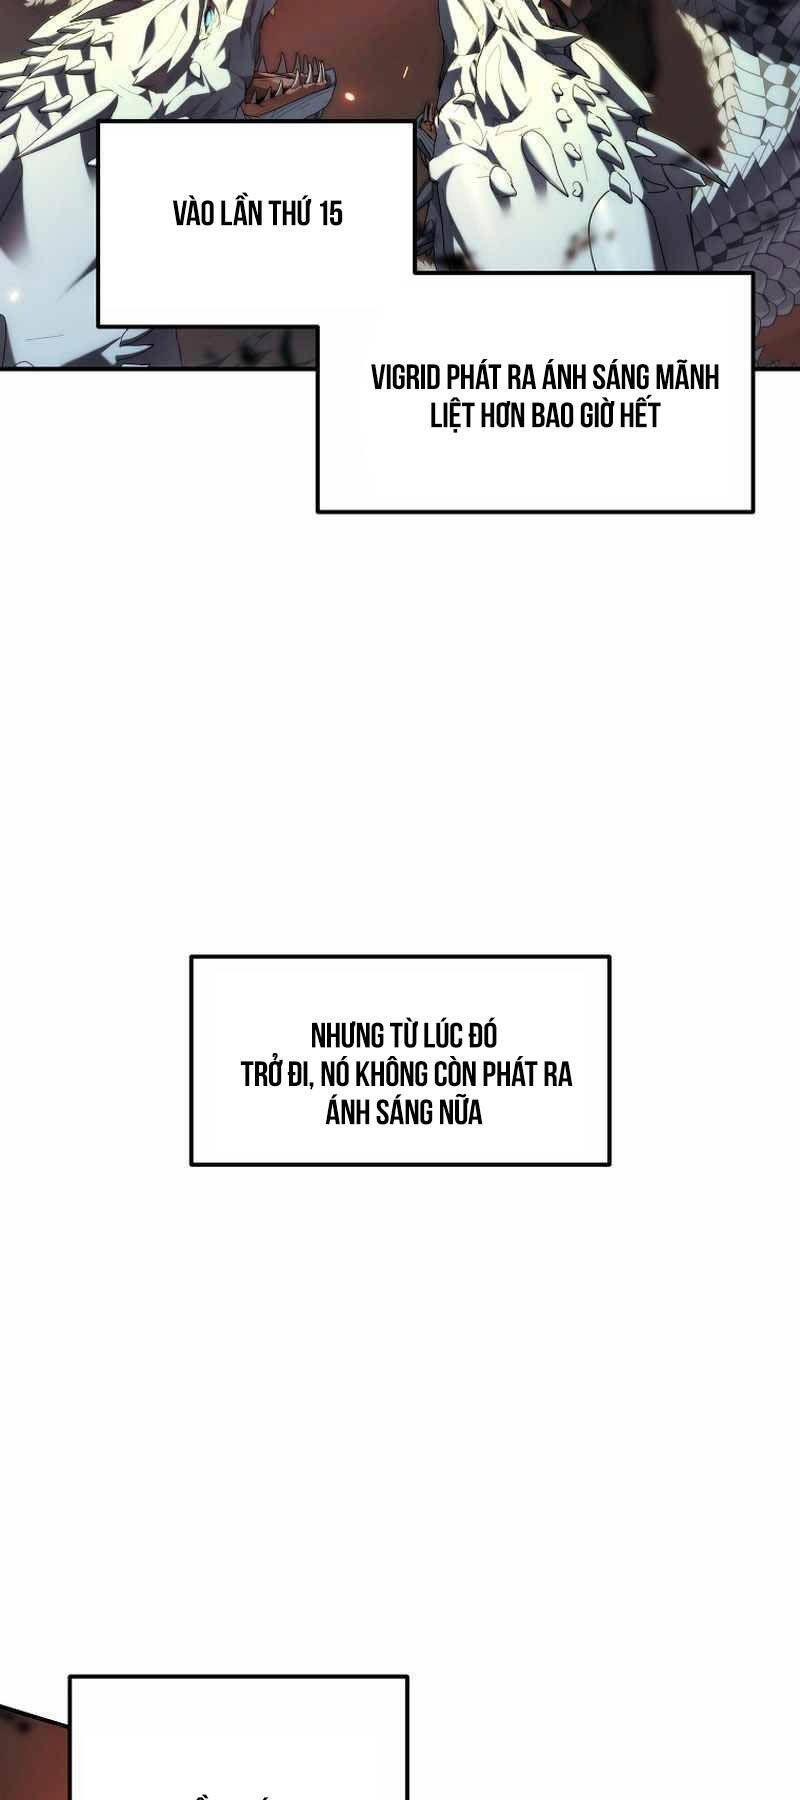 VÀO LẦN THỨ 15
VIGRID PHÁT RA ÁNH SÁNG MÃNH
LIỆT HƠN BAO GIỜ HẾT
NHƯNG TỪ LÚC ĐÓ
TRỞ ĐI, NÓ KHÔNG CÒN PHÁT RA
ÁNH SÁNG NỮA